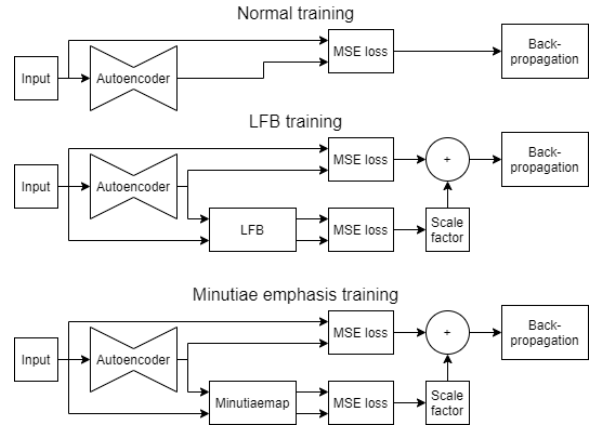 Normal training
Input
Autoencoder
MSE loss
Back-
propagation
LFB training
Input
Autoencoder
MSE loss
+
Back-
propagation
LFB
MSE loss
Scale
factor
Minutiae emphasis training
Input
Autoencoder
MSE loss
+
Back-
propagation
Minutiaemap
MSE loss
Scale
factor